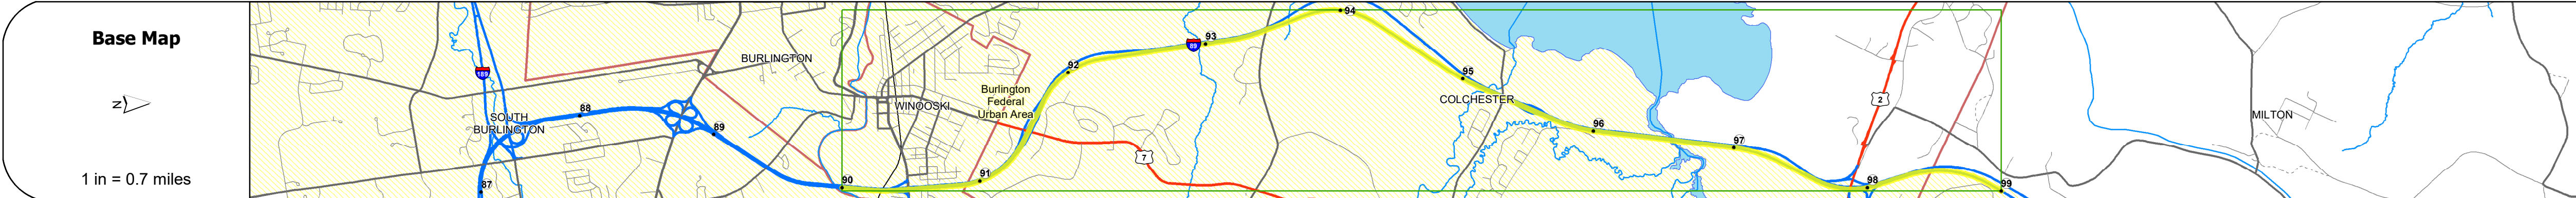 Base Map
N
1 in = 0.7 miles
189
87
SOUTH
BURLINGTON
88
BURLINGTON
89
90
WINOOSKI
91
Burlington
Federal
Urban Area
92
7
89
93
94
95
COLCHESTER
96
97
2
98
99
MILTON